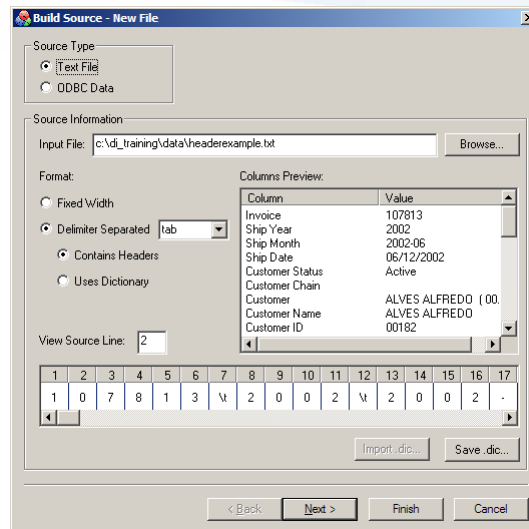 Build Source - New File
Source Type
Text File
ODBC Data
Source Information
Input File: c:\di_training\data\headerexample.txt Browse...
Format:
Columns Preview:
Fixed Width
Delimiter Separated tab
Contains Headers
Uses Dictionary
Column Value
Invoice 107813
Ship Year 2002
Ship Month 2002-06
Ship Date 06/12/2002
Customer Status Active
Customer Chain
Customer ALVES ALFREDO ( 00.
Customer Name ALVES ALFREDO
Customer ID 00182
View Source Line: 2
1 2 3 4 5 6 7 8 9 10 11 12 13 14 15 16 17
1 0 7 8 1 3 \t 2 0 0 2 \t 2 0 0 2 -
Import .dic... Save .dic...
< Back Next > Finish Cancel